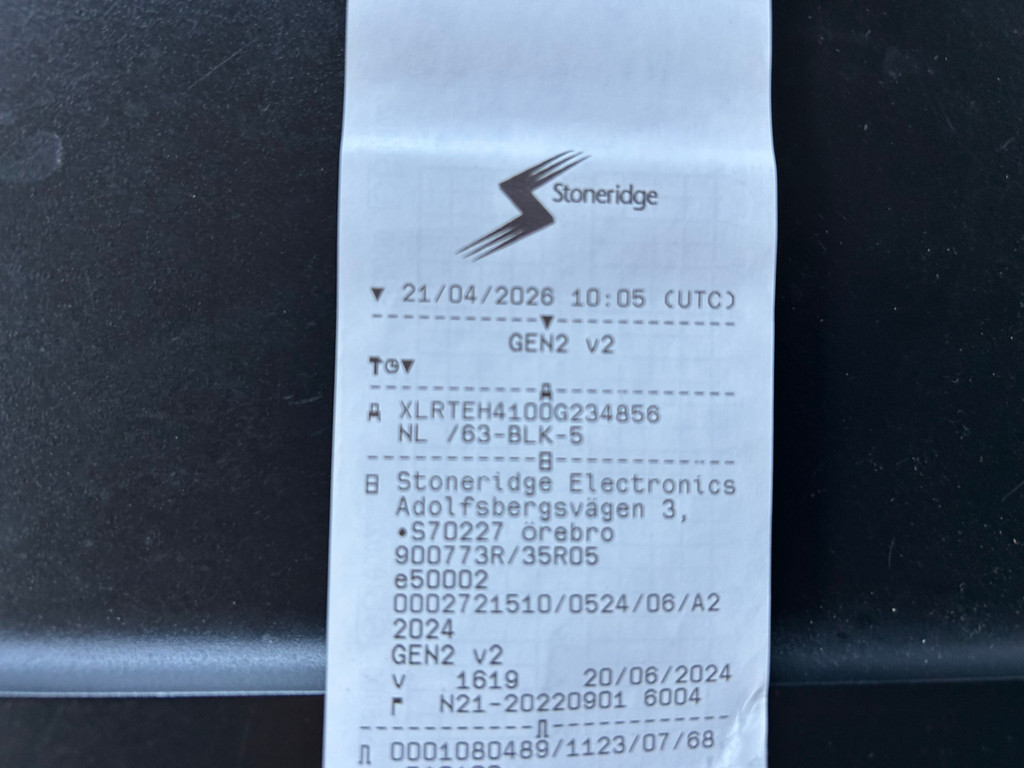 Stoneridge
▼ 21/04/2026 10:05 (UTC)
GEN2 v2
XLRTEH4100G234856
NL /63-BLK-5
Stoneridge Electronics
Adolfsbergsvägen 3,
•S70227 Örebro
900773R/35R05
e50002
0002721510/0524/06/A2
2024
GEN2 v2
v 1619 20/06/2024
N21-20220901 6004
0001080489/1123/07/68